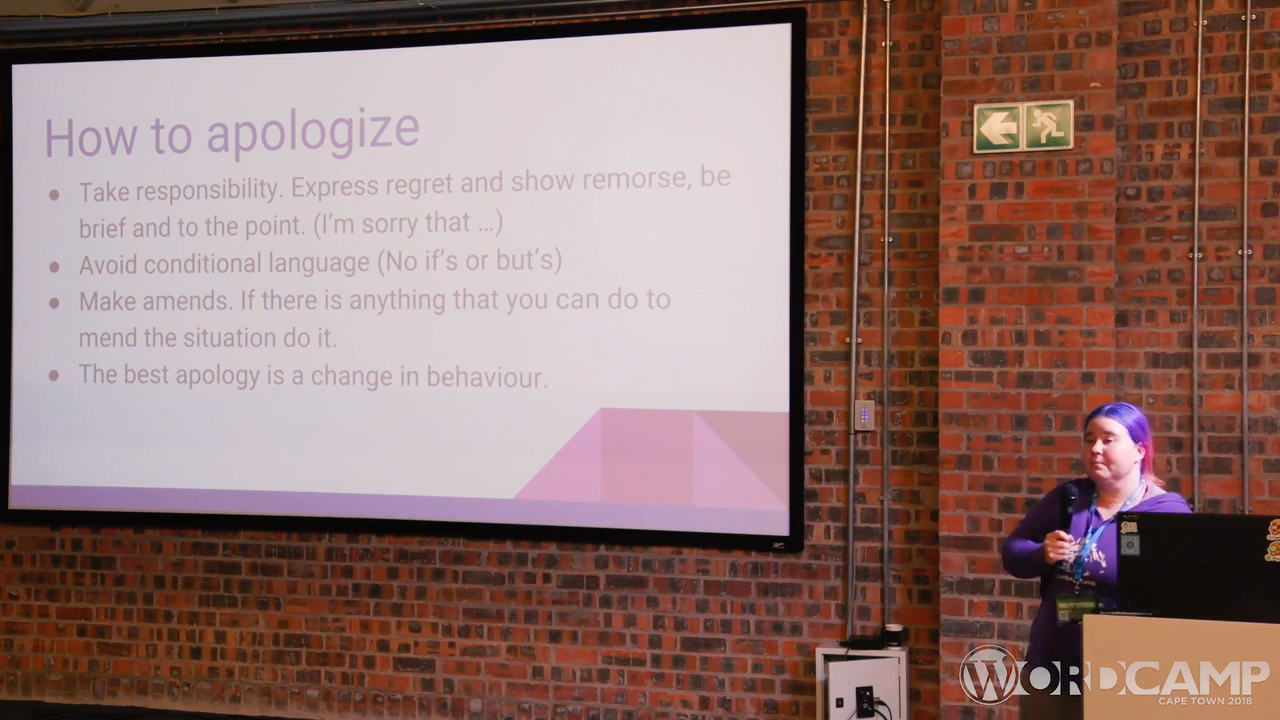 How to apologize
Take responsibility. Express regret and show remorse, be
brief and to the point. (I'm sorry that ...)
Avoid conditional language (No if's or but's)
Make amends. If there is anything that you can do to
mend the situation do it.
The best apology is a change in behaviour.
WORDCAMP
CAPE TOWN 2018